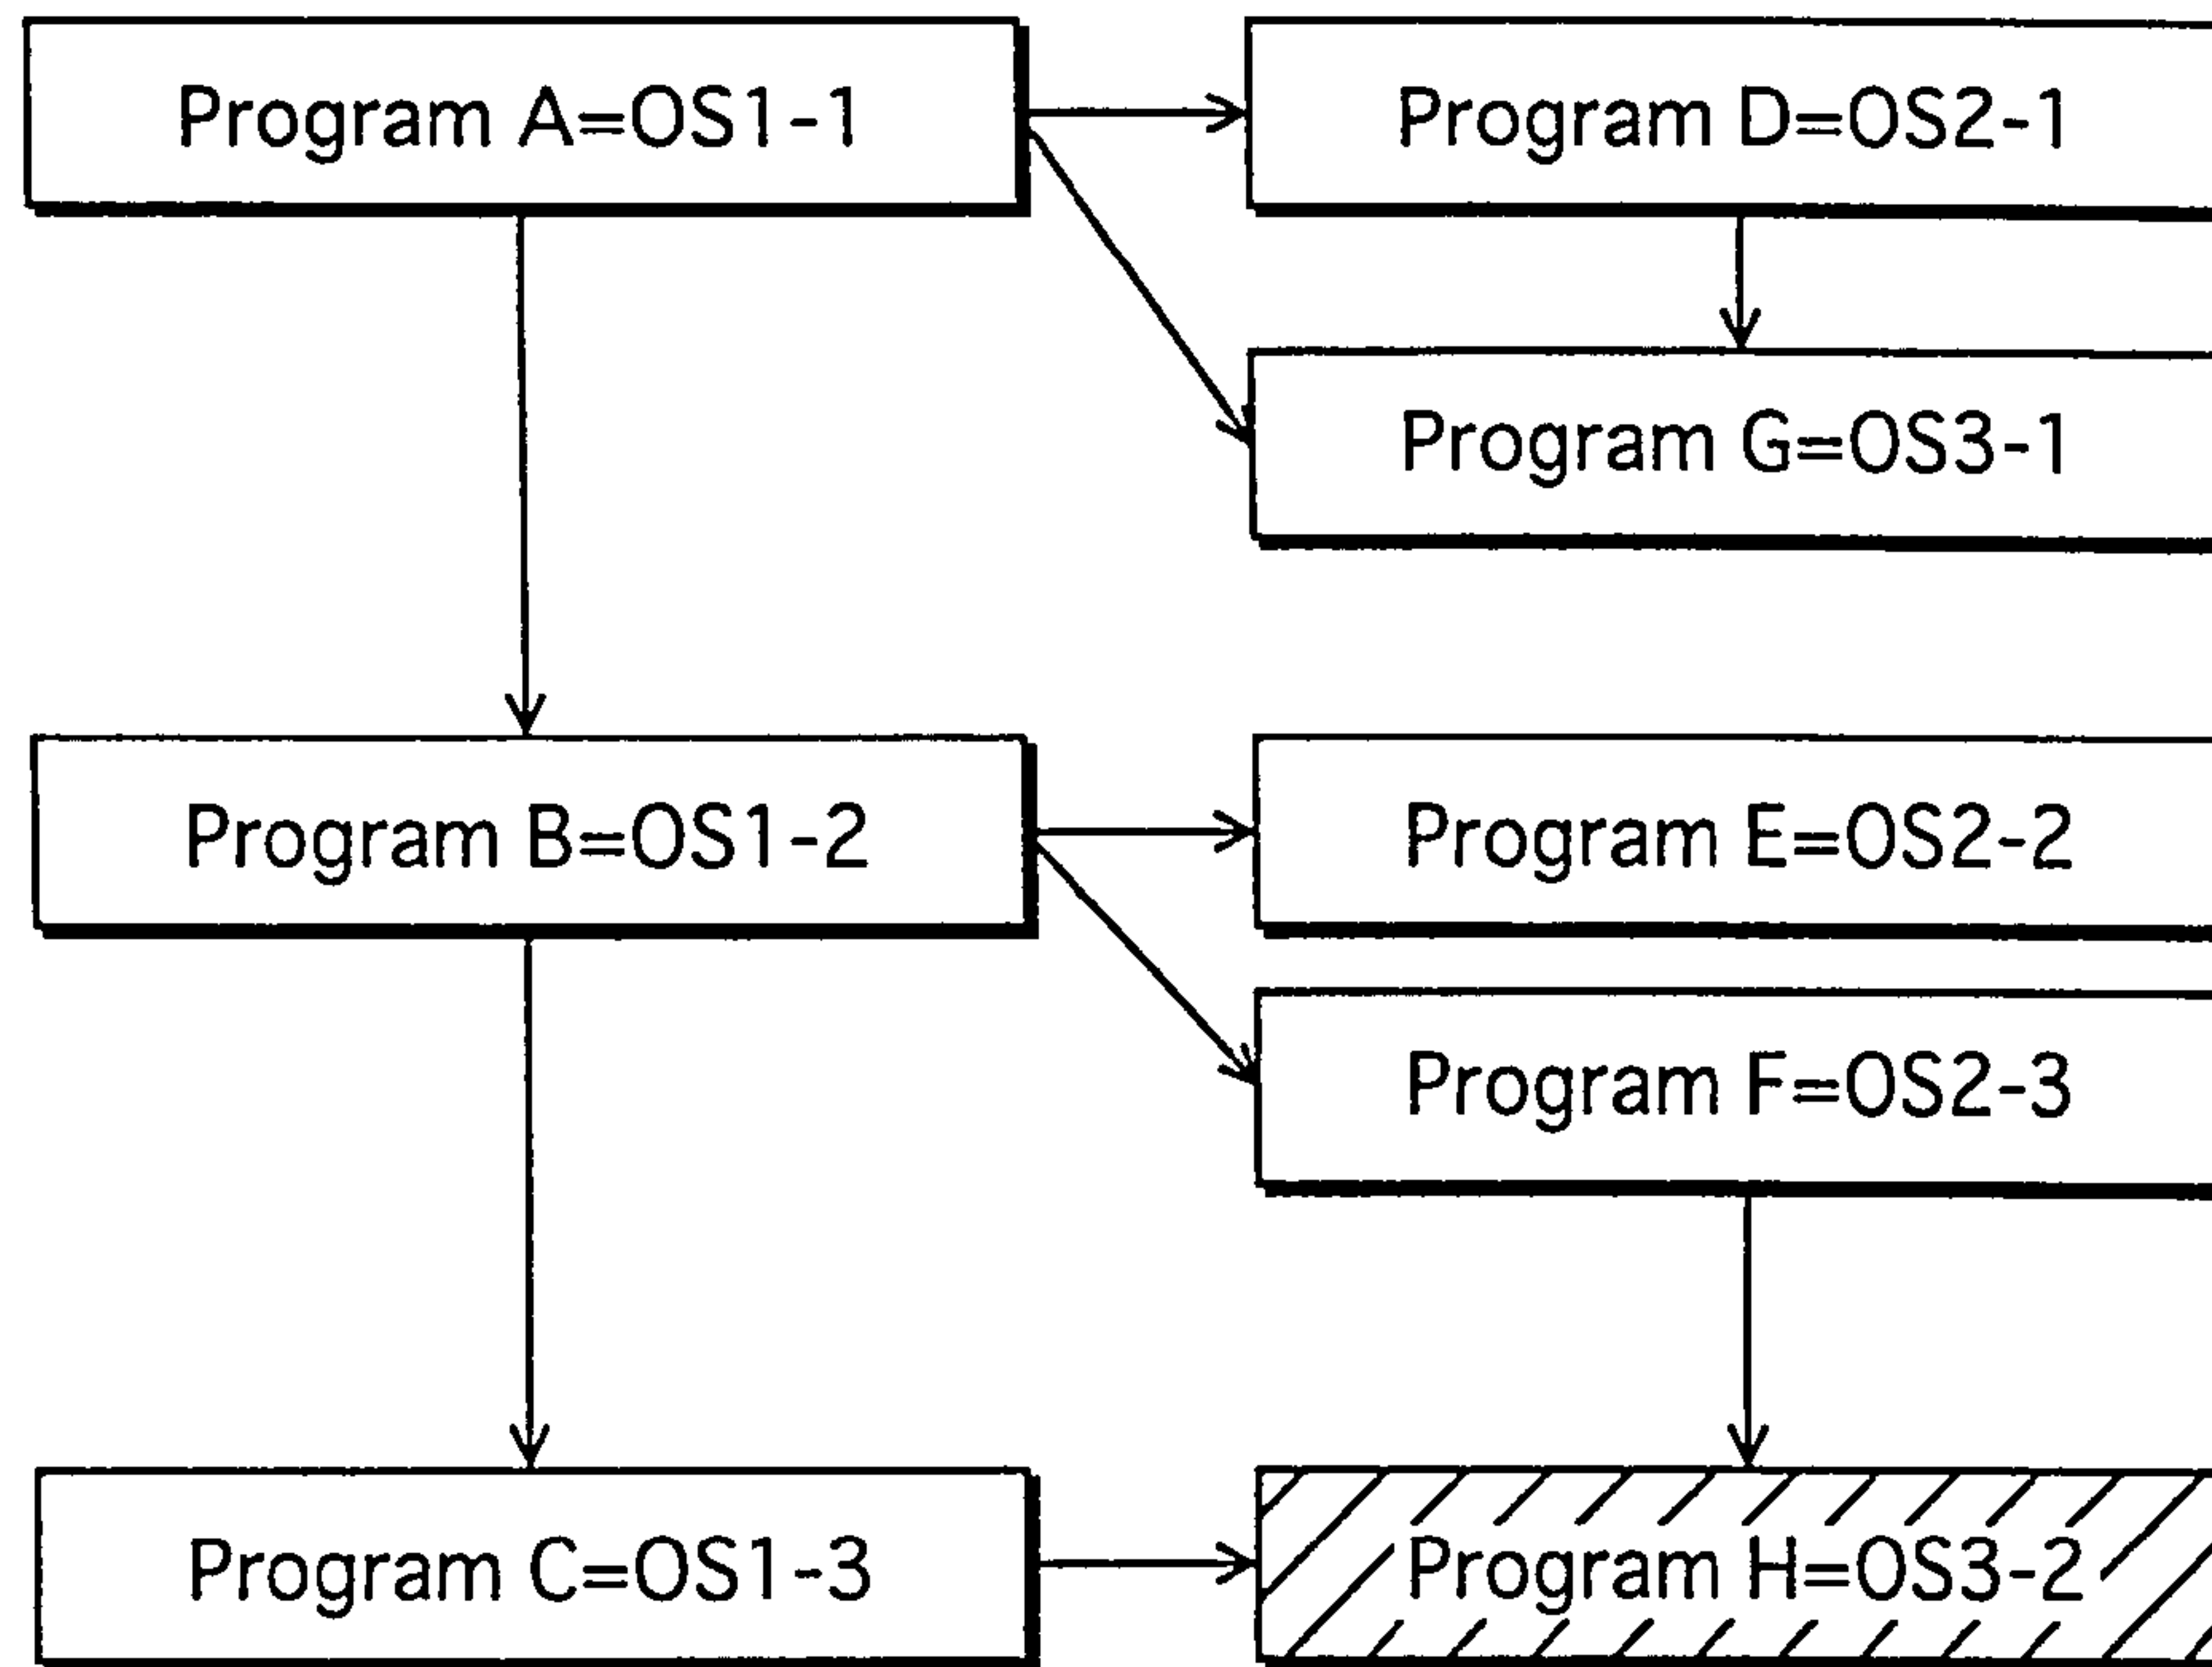 Program A=OS1-1
Program D=OS2-1
Program G=OS3-1
Program B=OS1-2
Program E=OS2-2
Program F=OS2-3
Program C=OS1-3
Program H=OS3-2